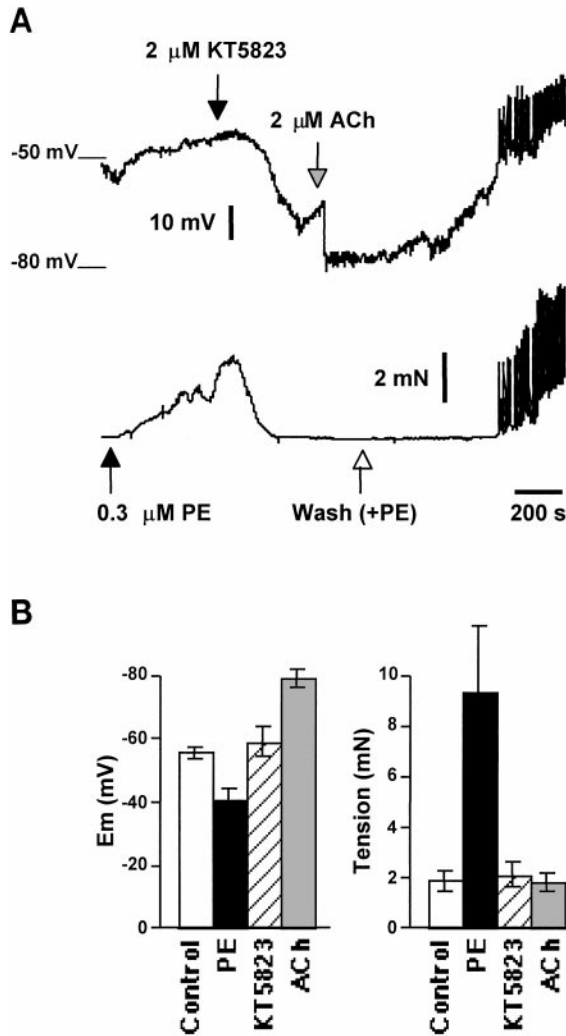 A
2 μM KT5823
2 μM ACh
-50 mV
10 mV
-80 mV
2 mN
0.3 μM PE
Wash (+PE)
200 s
B
-80
-60
-40
-20
0
Em (mV)
Control
PE
KT5823
ACh
10
8
6
4
2
0
Tension (mN)
Control
PE
KT5823
ACh